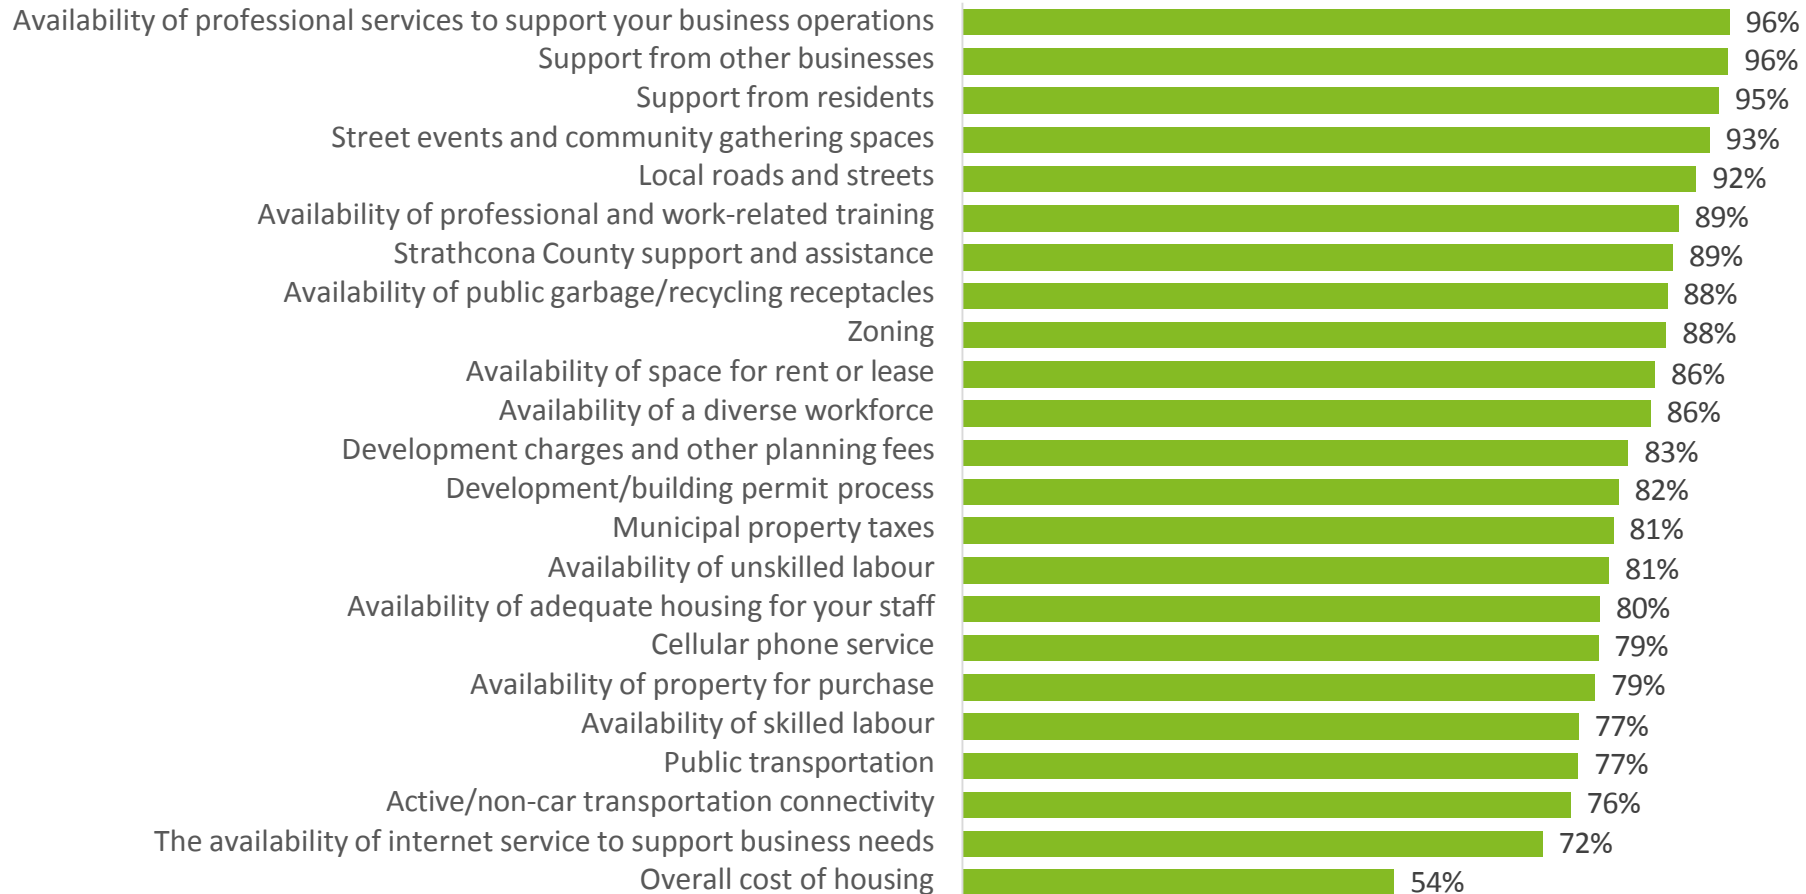 Availability of professional services to support your business operations 96%
Support from other businesses 96%
Support from residents 95%
Street events and community gathering spaces 93%
Local roads and streets 92%
Availability of professional and work-related training 89%
Strathcona County support and assistance 89%
Availability of public garbage/recycling receptacles 88%
Zoning 88%
Availability of space for rent or lease 86%
Availability of a diverse workforce 86%
Development charges and other planning fees 83%
Development/building permit process 82%
Municipal property taxes 81%
Availability of unskilled labour 81%
Availability of adequate housing for your staff 80%
Cellular phone service 79%
Availability of property for purchase 79%
Availability of skilled labour 77%
Public transportation 77%
Active/non-car transportation connectivity 76%
The availability of internet service to support business needs 72%
Overall cost of housing 54%